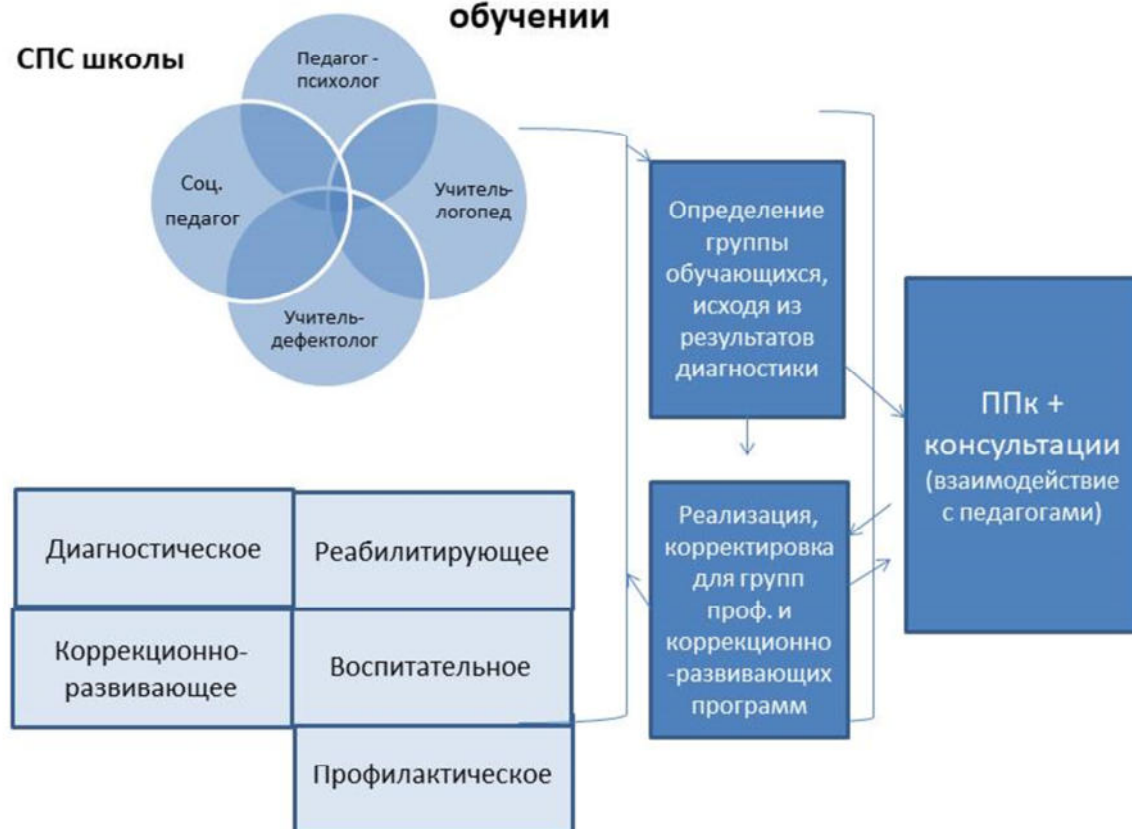 обучении
СПС школы
Педагог -
психолог
Соц.
педагог
Учитель-
логопед
Учитель-
дефектолог
Определение
группы
обучающихся,
исходя из
результатов
диагностики
ППк +
консультации
(взаимодействие
с педагогами)
Реализация,
корректировка
для групп
проф. и
коррекционно
-развивающих
программ
Диагностическое
Реабилитирующее
Коррекционно-
развивающее
Воспитательное
Профилактическое